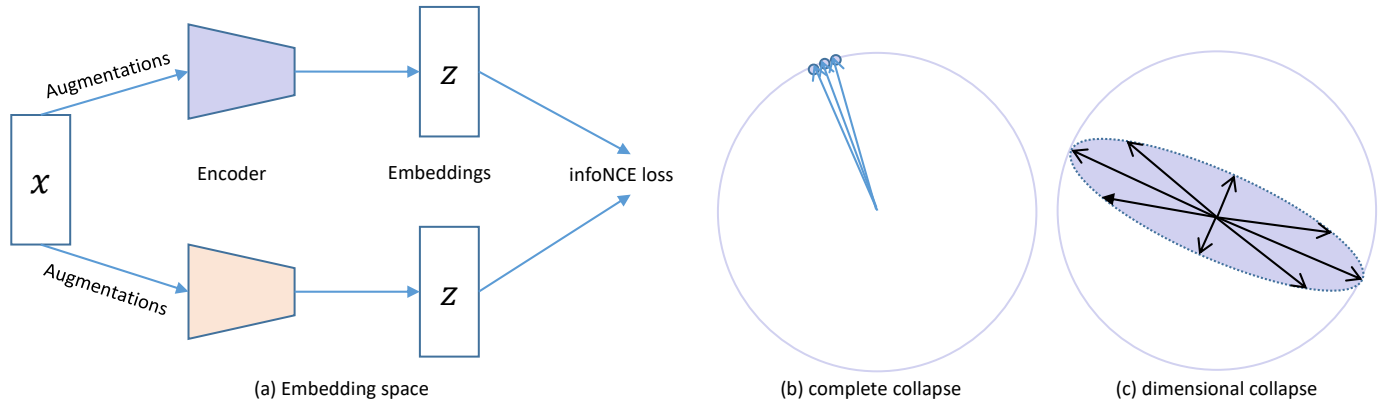 Augmentations
x
Augmentations
Encoder
z
Embeddings
z
infoNCE loss
(a) Embedding space
(b) complete collapse
(c) dimensional collapse